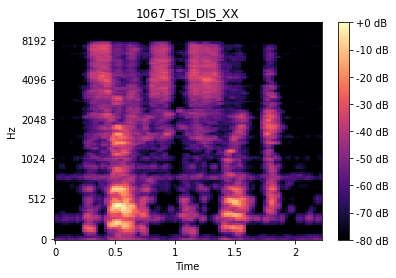 1067_TSI_DIS_XX
Hz
8192
4096
2048
1024
512
0
0
0.5
1
1.5
2
Time
+0 dB
-10 dB
-20 dB
-30 dB
-40 dB
-50 dB
-60 dB
-70 dB
-80 dB